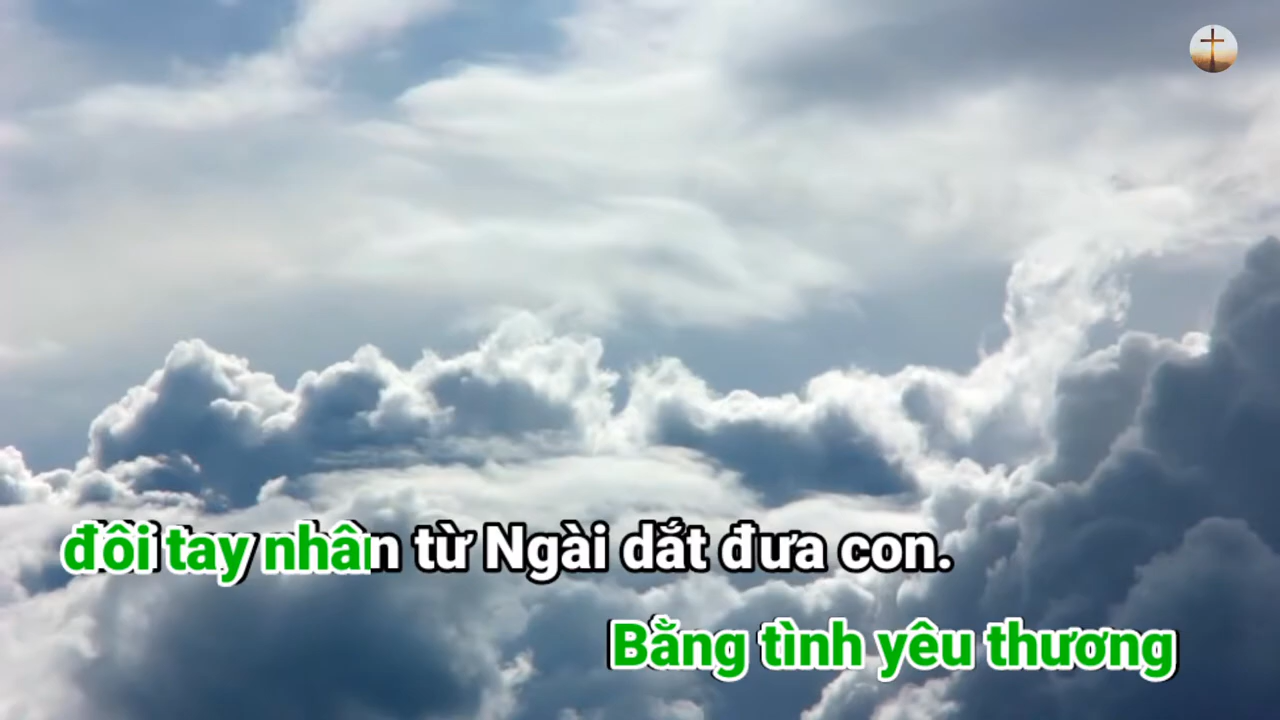 đôi tay nhân từ Ngài dắt đưa con.
Bằng tình yêu thương